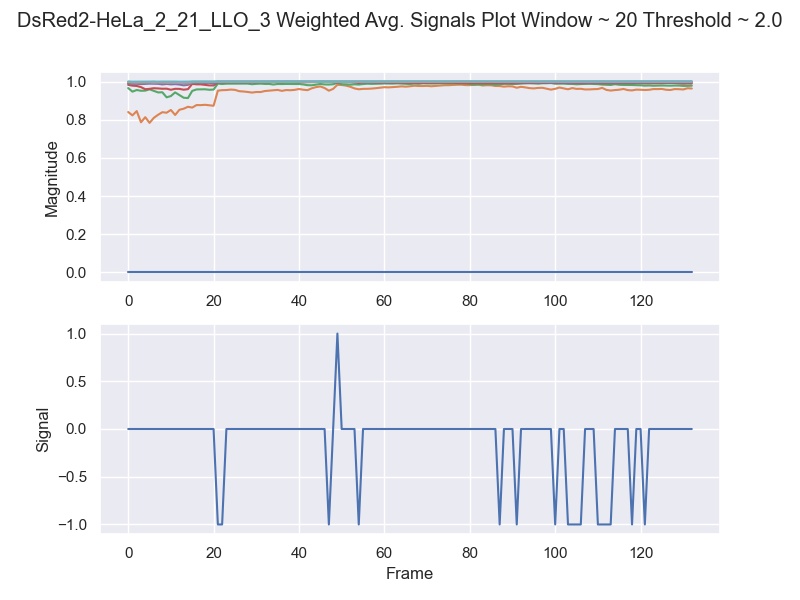 DsRed2-HeLa_2_21_LLO_3 Weighted Avg. Signals Plot Window ~ 20 Threshold ~ 2.0
1.0
0.8
0.6
0.4
0.2
0.0
Magnitude
0 20 40 60 80 100 120
1.0
0.5
0.0
−0.5
−1.0
Signal
0 20 40 60 80 100 120
Frame